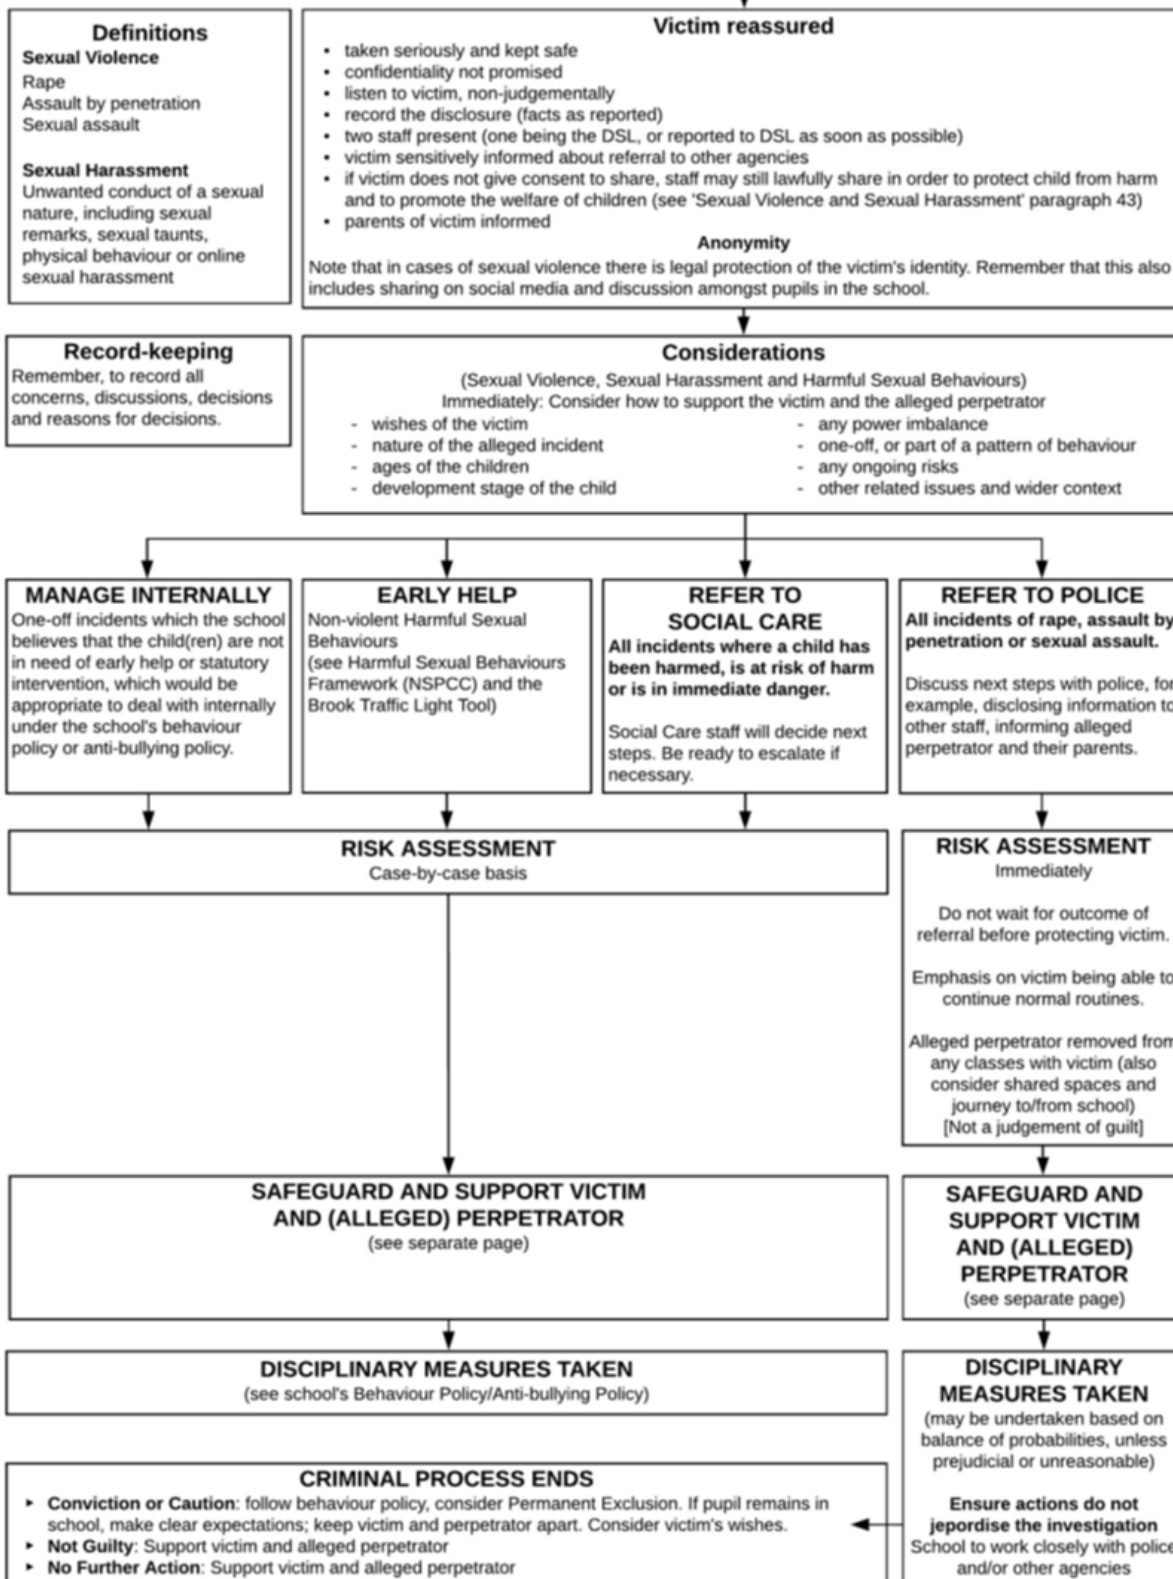 Definitions
Sexual Violence
Rape
Assault by penetration
Sexual assault
Sexual Harassment
Unwanted conduct of a sexual
nature, including sexual
remarks, sexual taunts,
physical behaviour or online
sexual harassment
Victim reassured
• taken seriously and kept safe
• confidentiality not promised
• listen to victim, non-judgementally
• record the disclosure (facts as reported)
• two staff present (one being the DSL, or reported to DSL as soon as possible)
• victim sensitively informed about referral to other agencies
• if victim does not give consent to share, staff may still lawfully share in order to protect child from harm
and to promote the welfare of children (see 'Sexual Violence and Sexual Harassment' paragraph 43)
• parents of victim informed
Anonymity
Note that in cases of sexual violence there is legal protection of the victim's identity. Remember that this also
includes sharing on social media and discussion amongst pupils in the school.
Record-keeping
Remember, to record all
concerns, discussions, decisions
and reasons for decisions.
Considerations
(Sexual Violence, Sexual Harassment and Harmful Sexual Behaviours)
Immediately: Consider how to support the victim and the alleged perpetrator
- wishes of the victim
- nature of the alleged incident
- ages of the children
- development stage of the child
- any power imbalance
- one-off, or part of a pattern of behaviour
- any ongoing risks
- other related issues and wider context
MANAGE INTERNALLY
One-off incidents which the school
believes that the child(ren) are not
in need of early help or statutory
intervention, which would be
appropriate to deal with internally
under the school's behaviour
policy or anti-bullying policy.
EARLY HELP
Non-violent Harmful Sexual
Behaviours
(see Harmful Sexual Behaviours
Framework (NSPCC) and the
Brook Traffic Light Tool)
REFER TO
SOCIAL CARE
All incidents where a child has
been harmed, is at risk of harm
or is in immediate danger.
Social Care staff will decide next
steps. Be ready to escalate if
necessary.
REFER TO POLICE
All incidents of rape, assault by
penetration or sexual assault.
Discuss next steps with police, for
example, disclosing information to
other staff, informing alleged
perpetrator and their parents.
RISK ASSESSMENT
Case-by-case basis
RISK ASSESSMENT
Immediately
Do not wait for outcome of
referral before protecting victim.
Emphasis on victim being able to
continue normal routines.
Alleged perpetrator removed from
any classes with victim (also
consider shared spaces and
journey to/from school)
[Not a judgement of guilt]
SAFEGUARD AND SUPPORT VICTIM
AND (ALLEGED) PERPETRATOR
(see separate page)
SAFEGUARD AND
SUPPORT VICTIM
AND (ALLEGED)
PERPETRATOR
(see separate page)
DISCIPLINARY MEASURES TAKEN
(see school's Behaviour Policy/Anti-bullying Policy)
DISCIPLINARY
MEASURES TAKEN
(may be undertaken based on
balance of probabilities, unless
prejudicial or unreasonable)
Ensure actions do not
jepordise the investigation
School to work closely with police
and/or other agencies
CRIMINAL PROCESS ENDS
‣ Conviction or Caution: follow behaviour policy, consider Permanent Exclusion. If pupil remains in
school, make clear expectations; keep victim and perpetrator apart. Consider victim's wishes.
‣ Not Guilty: Support victim and alleged perpetrator
‣ No Further Action: Support victim and alleged perpetrator